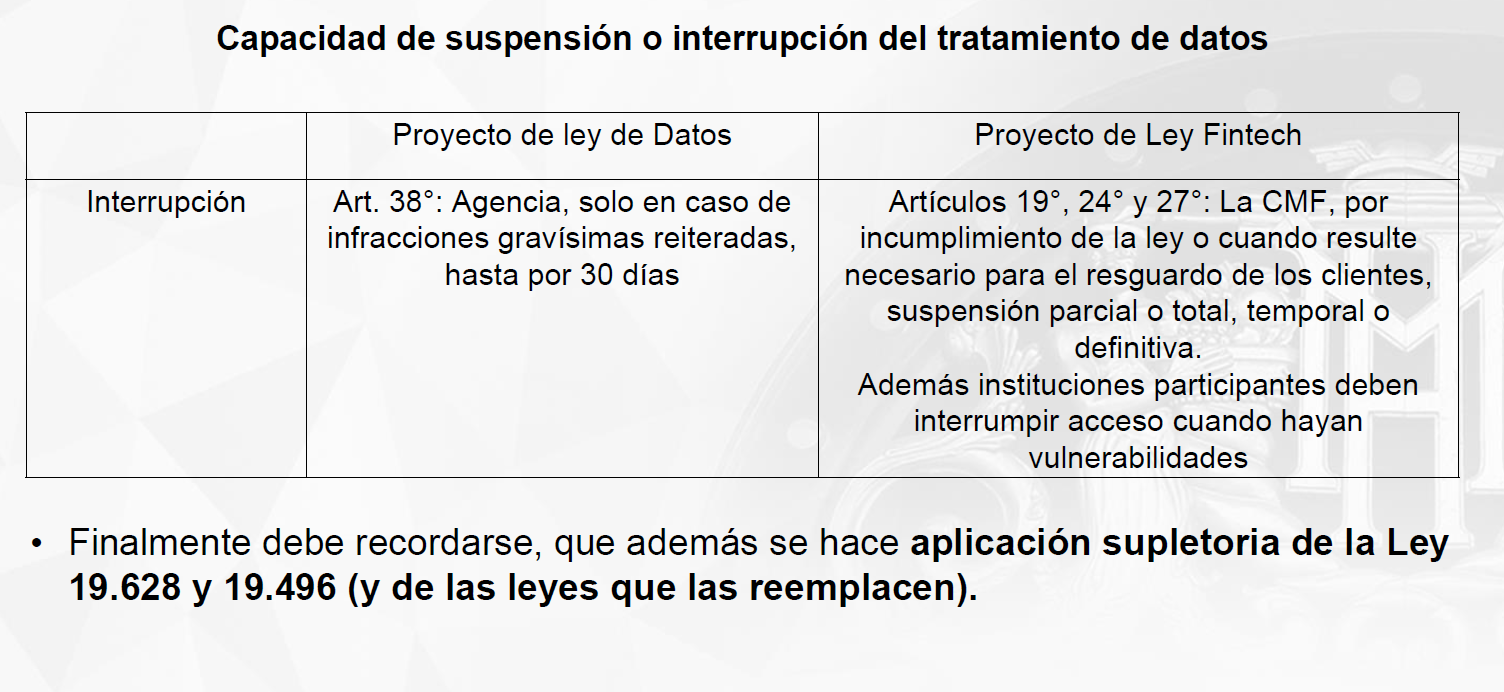 Capacidad de suspensión o interrupción del tratamiento de datos
Proyecto de ley de Datos
Proyecto de Ley Fintech
Interrupción
Art. 38°: Agencia, solo en caso de
infracciones gravísimas reiteradas,
hasta por 30 días
Artículos 19°, 24° y 27°: La CMF, por
incumplimiento de la ley o cuando resulte
necesario para el resguardo de los clientes,
suspensión parcial o total, temporal o
definitiva.
Además instituciones participantes deben
interrumpir acceso cuando hayan
vulnerabilidades
• Finalmente debe recordarse, que además se hace aplicación supletoria de la Ley
19.628 y 19.496 (y de las leyes que las reemplacen).